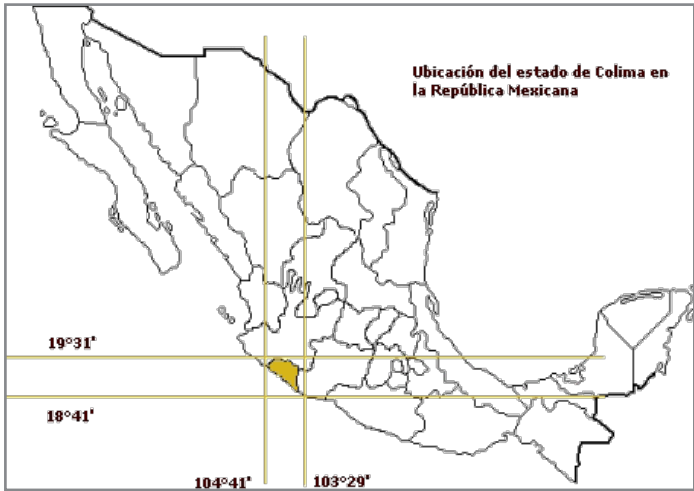 Ubicación del estado de Colima en
la República Mexicana
19°31'
18°41'
104°41'
103°29'